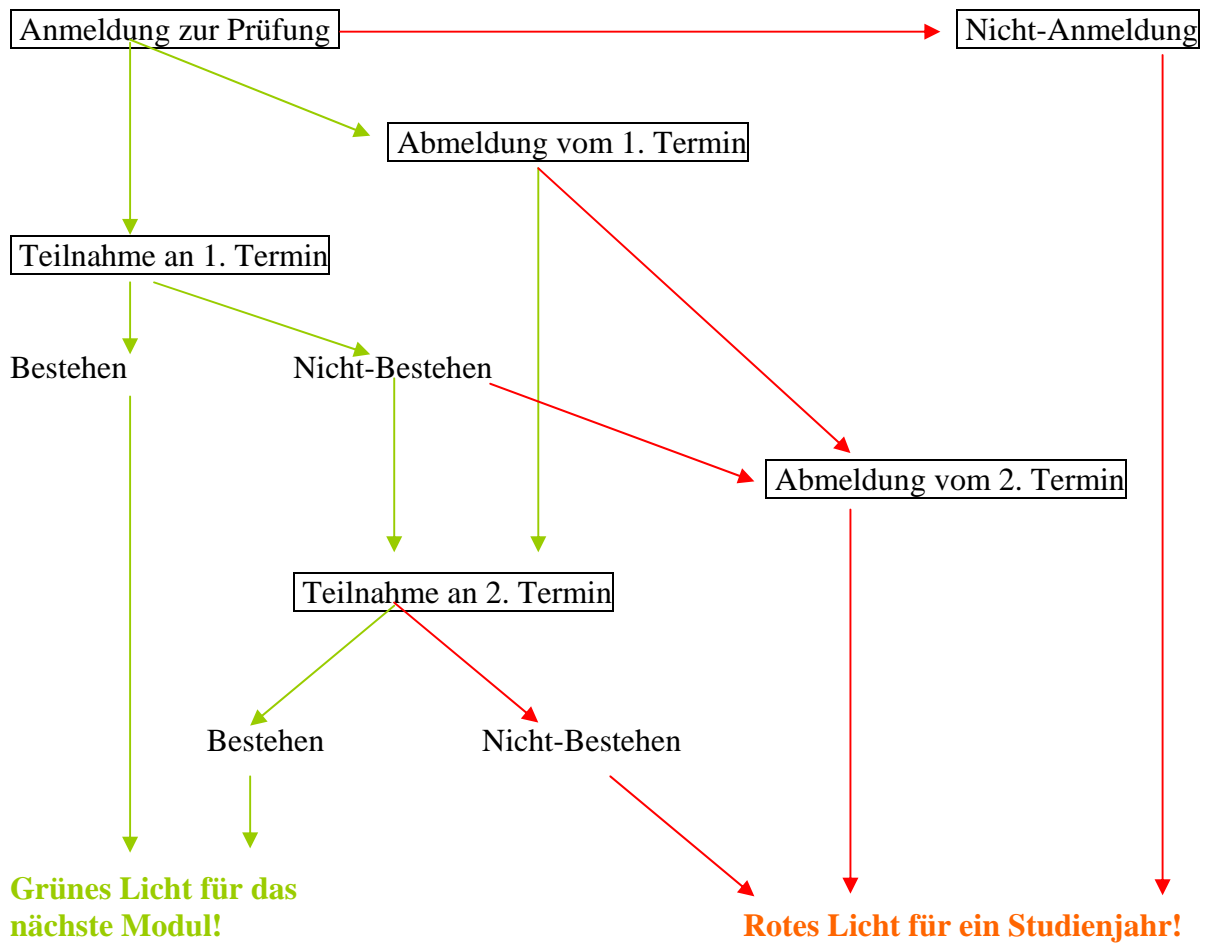 Anmeldung zur Prüfung
Nicht-Anmeldung
Abmeldung vom 1. Termin
Teilnahme an 1. Termin
Bestehen
Nicht-Bestehen
Abmeldung vom 2. Termin
Teilnahme an 2. Termin
Bestehen
Nicht-Bestehen
Grünes Licht für das
nächste Modul!
Rotes Licht für ein Studienjahr!